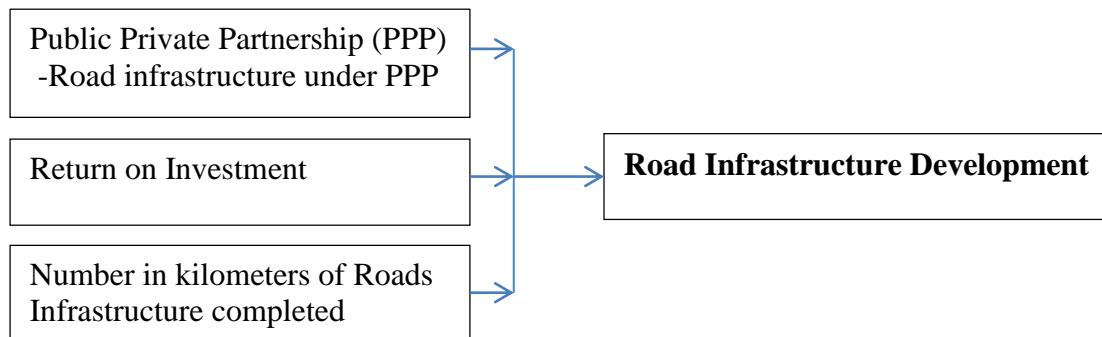 Public Private Partnership (PPP)
-Road infrastructure under PPP
Return on Investment
Road Infrastructure Development
Number in kilometers of Roads
Infrastructure completed